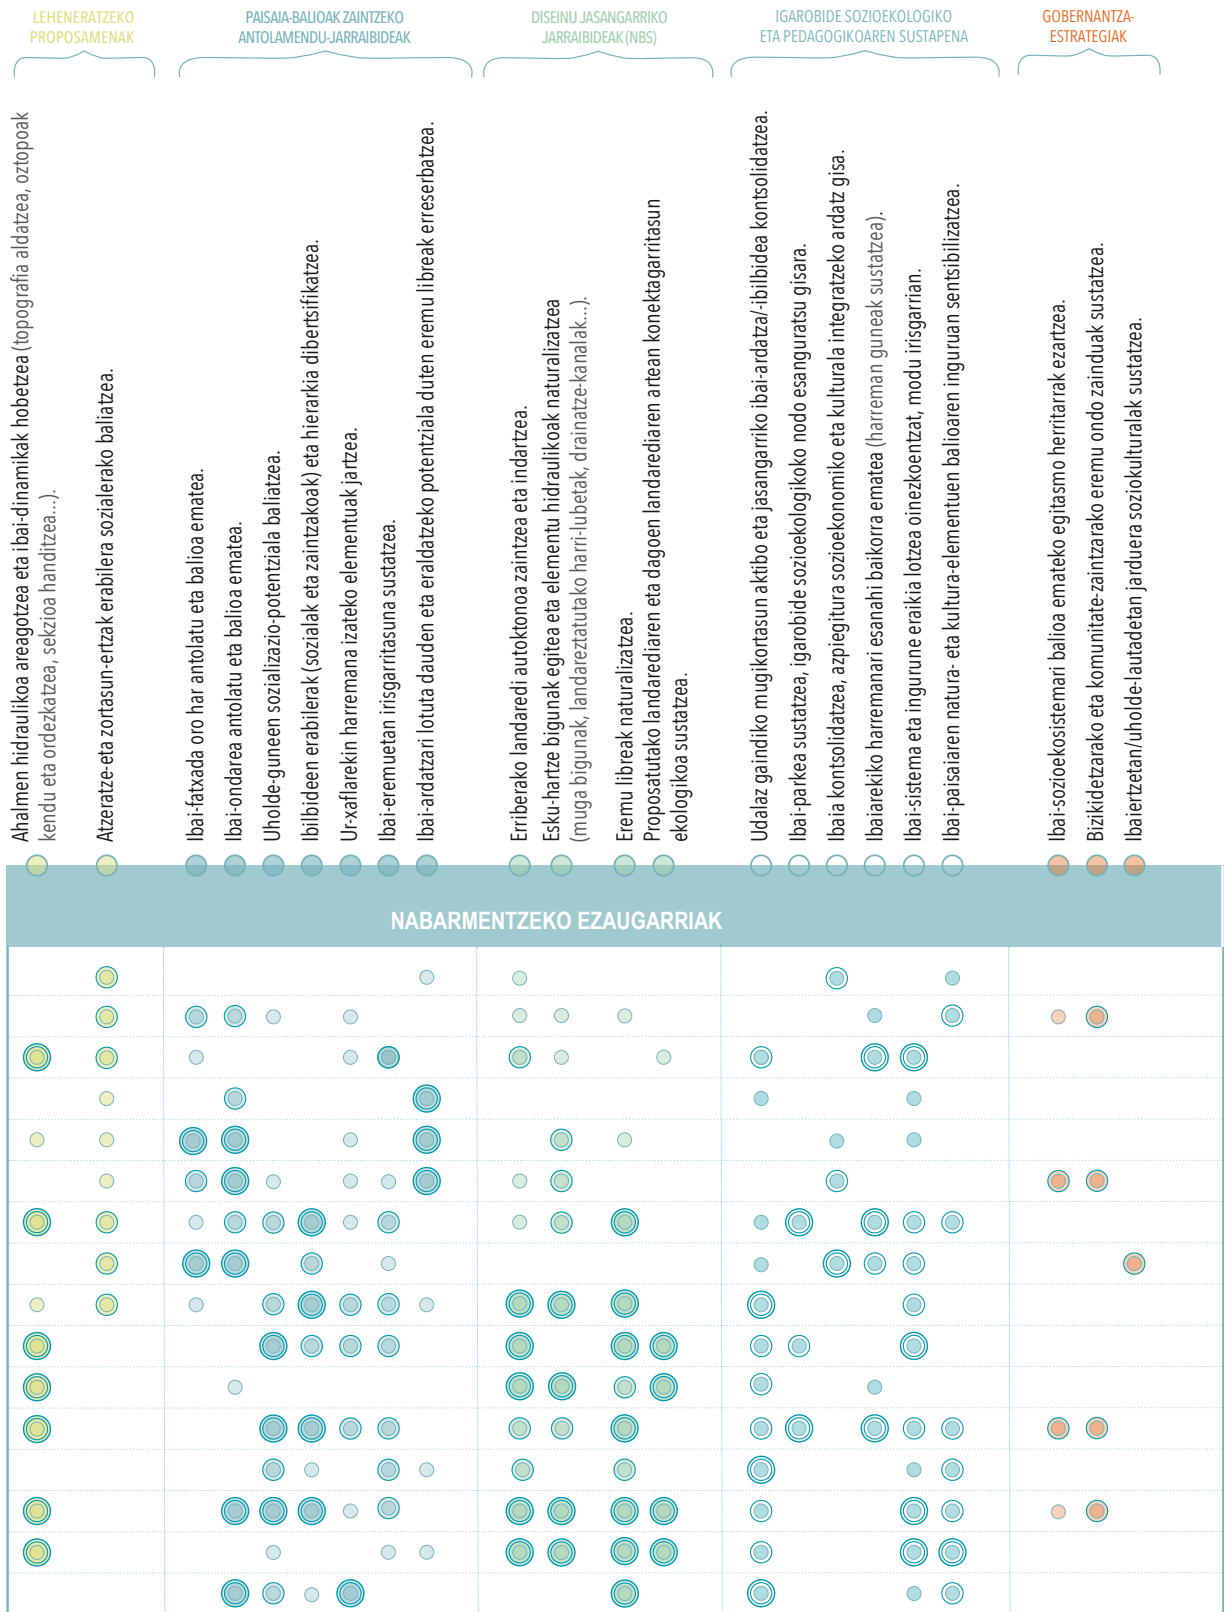 LEHENERATZEKO
PROPOSAMENAK
PAISAIA-BALIOAK ZAINTZEKO
ANTOLAMENDU-JARRAIBIDEAK
DISEINU JASANGARRIKO
JARRAIBIDEAK (NBS)
IGAROBIDE SOZIOEKOLOGIKO
ETA PEDAGOGIKOAREN SUSTAPENA
GOBERNANTZA-
ESTRATEGIAK
Ahalmen hidraulikoa areagotzea eta ibai-dinamikak hobetzea (topografia aldatzea, oztopoak
kendu eta ordezkatzea, sekzioa handitzea...).
Atzeratze-eta zortasun-ertzak erabilera sozialerako baliatzea.
Ibai-fatxada oro har antolatu eta balioa ematea.
Ibai-ondarea antolatu eta balioa ematea.
Uholde-guneen sozializazio-potentziala baliatzea.
Ibilbideen erabilerak (sozialak eta zaintzakoak) eta hierarkia dibertsifikatzea.
Ur-xaflarekin harremana izateko elementuak jartzea.
Ibai-eremuetan irisgarritasuna sustatzea.
Ibai-ardatzari lotuta dauden eta eraldatzeko potentziala duten eremu libreak erreserbatzea.
Erriberako landaredi autoktonoa zaintzea eta indartzea.
Esku-hartze bigunak egitea eta elementu hidraulikoak naturalizatzea
(muga bigunak, landareztatutako harri-lubetak, drainatze-kanalak...).
Eremu libreak naturalizatzea.
Proposatutako landarediaren eta dagoen landarediaren artean konektagarritasun
ekologikoa sustatzea.
Udalaz gaindiko mugikortasun aktibo eta jasangarriko ibai-ardatza/-ibilbidea kontsolidatzea.
Ibai-parkea sustatzea, igarobide sozioekologikoko nodo esanguratsu gisara.
Ibaia kontsolidatzea, azpiegitura sozioekonomiko eta kulturala integratzeko ardatz gisa.
Ibaiarekiko harremanari esanahi baikorra ematea (harreman guneak sustatzea).
Ibai-sistema eta ingurune eraikia lotzea oinezkoentzat, modu irisgarrian.
Ibai-paisaiaren natura- eta kultura-elementuen balioaren inguruan sentsibilizatzea.
Ibai-sozioekosistemari balioa emateko egitasmo herritarrak ezartzea.
Bizikidetzarako eta komunitate-zaintzarako eremu ondo zainduak sustatzea.
Ibaiertzetan/uholde-lautadetan jarduera soziokulturalak sustatzea.
NABARMENTZEKO EZAUGARRIAK